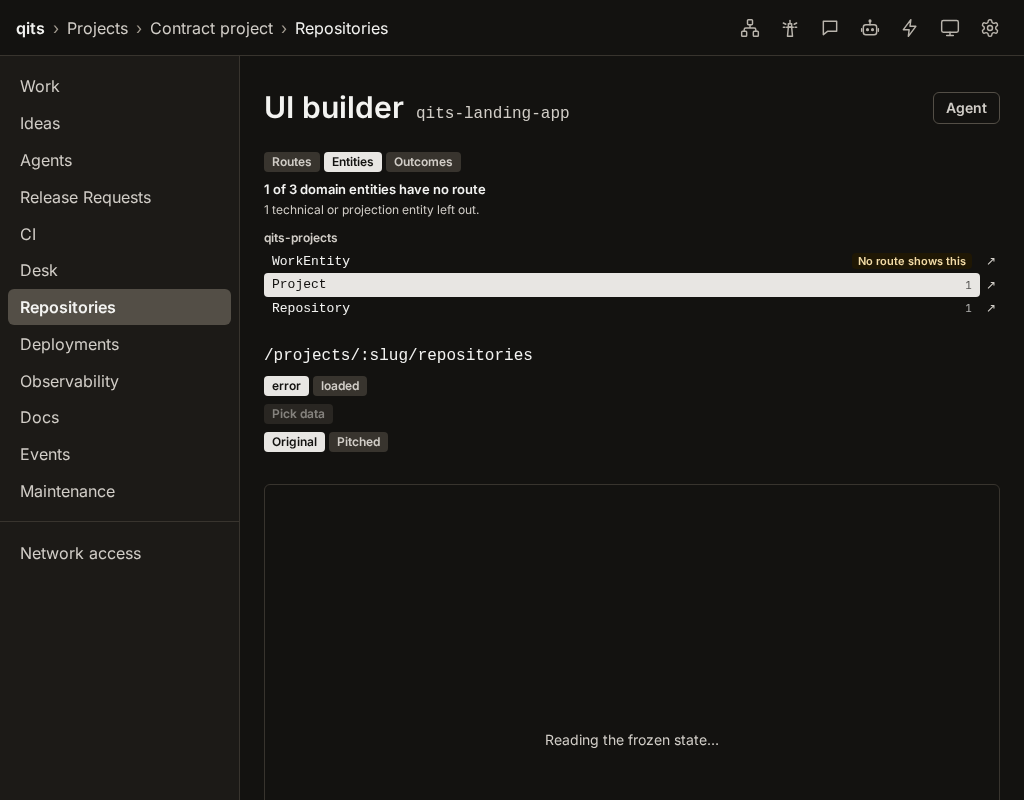 qits › Projects › Contract project › Repositories
Work
Ideas
Agents
Release Requests
CI
Desk
Repositories
Deployments
Observability
Docs
Events
Maintenance
Network access
UI builder qits-landing-app
Agent
Routes Entities Outcomes
1 of 3 domain entities have no route
1 technical or projection entity left out.
qits-projects
WorkEntity No route shows this ↗
Project 1 ↗
Repository 1 ↗
/projects/:slug/repositories
error loaded
Pick data
Original Pitched
Reading the frozen state…